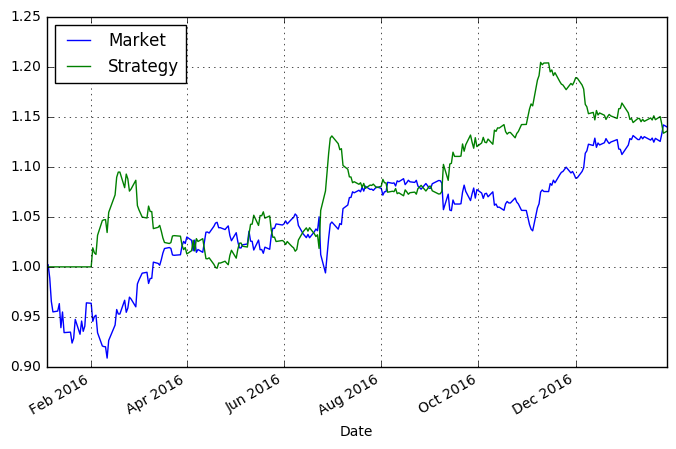 1.25
1.20
1.15
1.10
1.05
1.00
0.95
0.90
Market
Strategy
Feb 2016
Apr 2016
Jun 2016
Aug 2016
Oct 2016
Dec 2016
Date